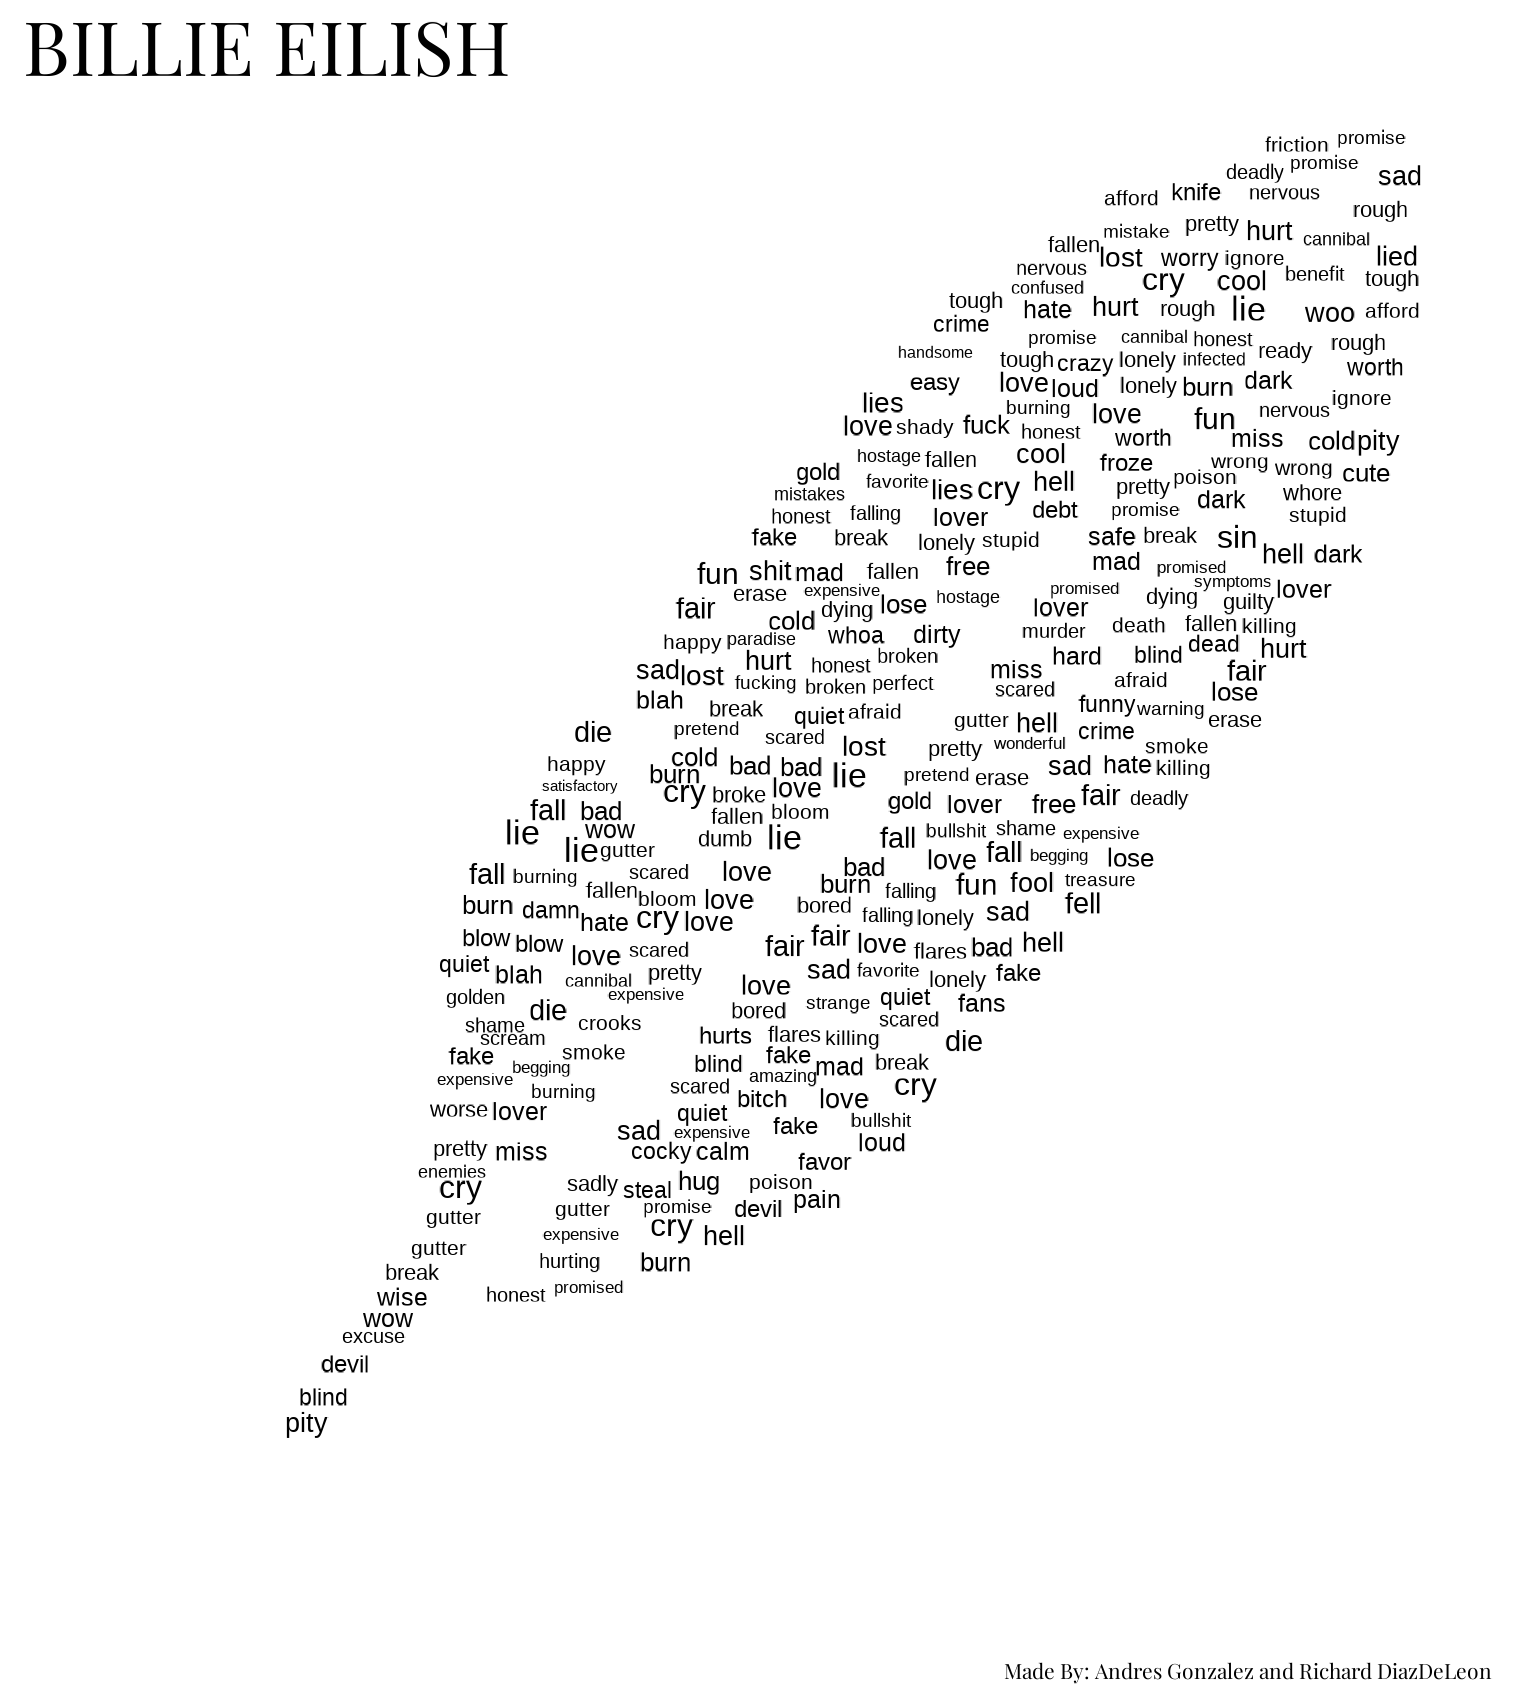 BILLIE EILISH
friction promise
deadly promise sad
afford knife nervous
rough
mistake pretty hurt cannibal
fallen lost worry ignore lied
nervous cry cool benefit tough
confused
tough hate hurt rough lie woo afford
crime
promise cannibal honest ready rough
handsome tough crazy lonely infected worth
easy love loud lonely burn dark
lies burning love fun nervous ignore
love shady fuck honest worth miss cold pity
hostage fallen cool froze wrong wrong cute
gold favorite lies cry hell pretty poison
mistakes dark whore
honest falling lover debt promise stupid
fake break lonely stupid safe break sin
hell dark
fun shit mad fallen free mad promised
erase expensive hostage promised symptoms lover
fair dying lose lover dying guilty
cold murder death fallen killing
happy paradise whoa dirty dead hurt
sad lost hurt honest broken miss hard blind fair
fucking broken perfect scared afraid lose
blah break quiet afraid funny warning
die pretend scared gutter hell crime erase
lost pretty wonderful smoke
happy cold bad bad lie sad hate killing
satisfactory burn pretend erase
cry broke love gold lover free fair deadly
fall bad fallen bloom
lie wow dumb lie fall bullshit shame expensive
lie gutter love fall begging lose
fall burning scared love bad
fallen bloom burn falling fun fool treasure
burn damn love bored fell
hate cry love falling lonely sad
blow blow love scared fair fair love flares bad hell
quiet blah cannibal pretty sad favorite lonely fake
golden expensive love strange quiet fans
die bored
shame crooks scared
scream hurts flares killing die
fake smoke blind fake mad break
expensive begging amazing
burning scared bitch love cry
worse lover quiet bullshit
sad expensive fake loud
pretty miss cocky calm favor
enemies
cry sadly steal hug poison
gutter gutter promise devil pain
expensive cry hell
gutter hurting burn
break
wise honest promised
wow
excuse
devil
blind
pity
Made By: Andres Gonzalez and Richard DiazDeLeon